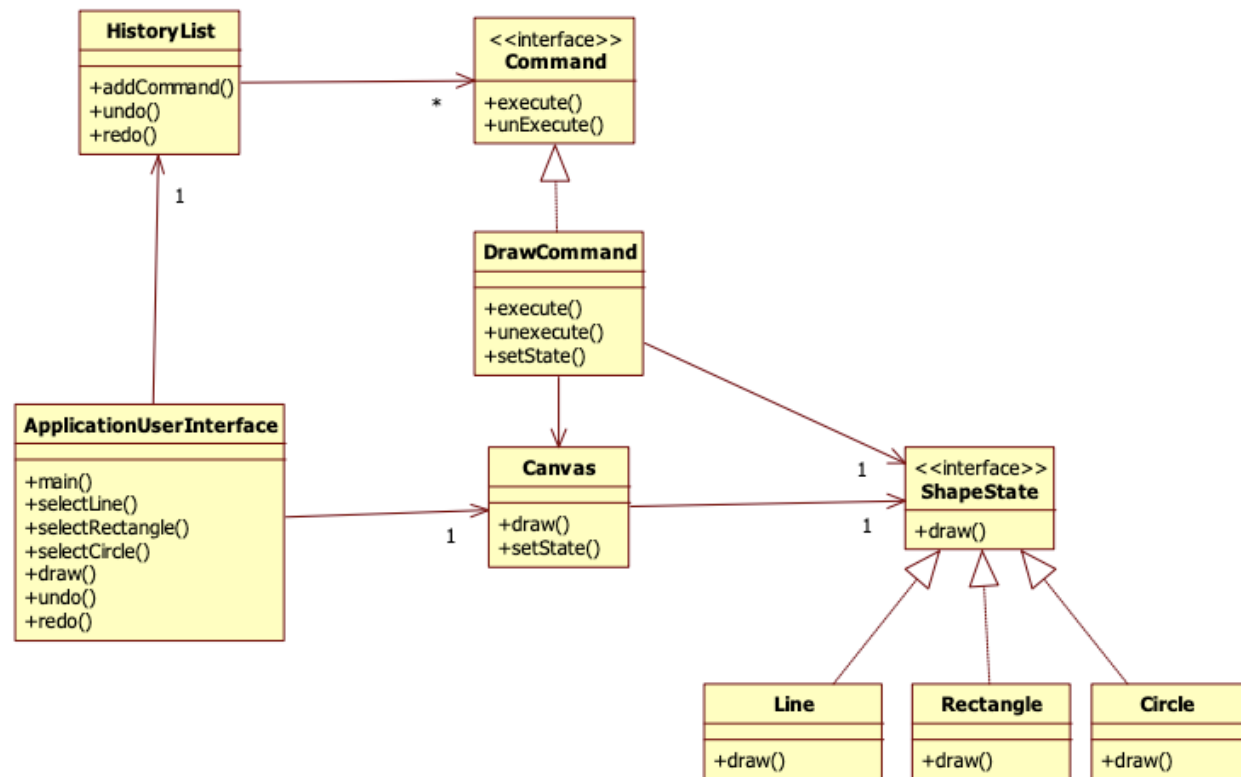 HistoryList
+addCommand()
+undo()
+redo()
*
<<interface>>
Command
+execute()
+unExecute()
1
DrawCommand
+execute()
+unexecute()
+setState()
ApplicationUserInterface
+main()
+selectLine()
+selectRectangle()
+selectCircle()
+draw()
+undo()
+redo()
1
Canvas
+draw()
+setState()
1
1
<<interface>>
ShapeState
+draw()
Line
+draw()
Rectangle
+draw()
Circle
+draw()